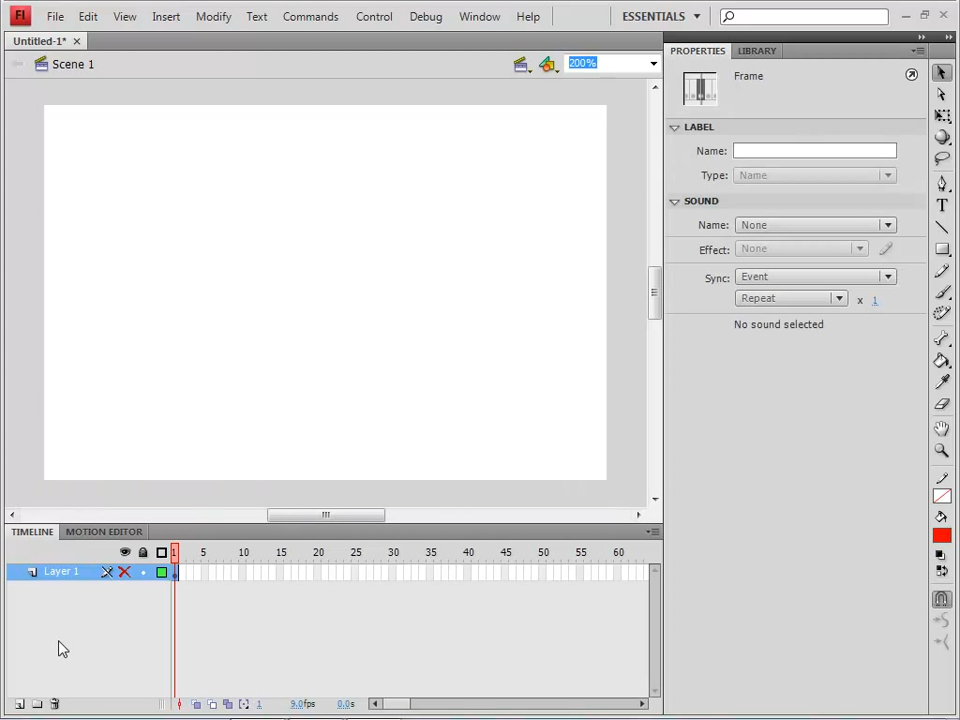 Fl File Edit View Insert Modify Text Commands Control Debug Window Help ESSENTIALS
Untitled-1*
Scene 1 200%
PROPERTIES LIBRARY
Frame
LABEL
Name:
Type: Name
SOUND
Name: None
Effect: None
Sync: Event
Repeat x 1
No sound selected
TIMELINE MOTION EDITOR
1 5 10 15 20 25 30 35 40 45 50 55 60
Layer 1
1 9.0fps 0.0s